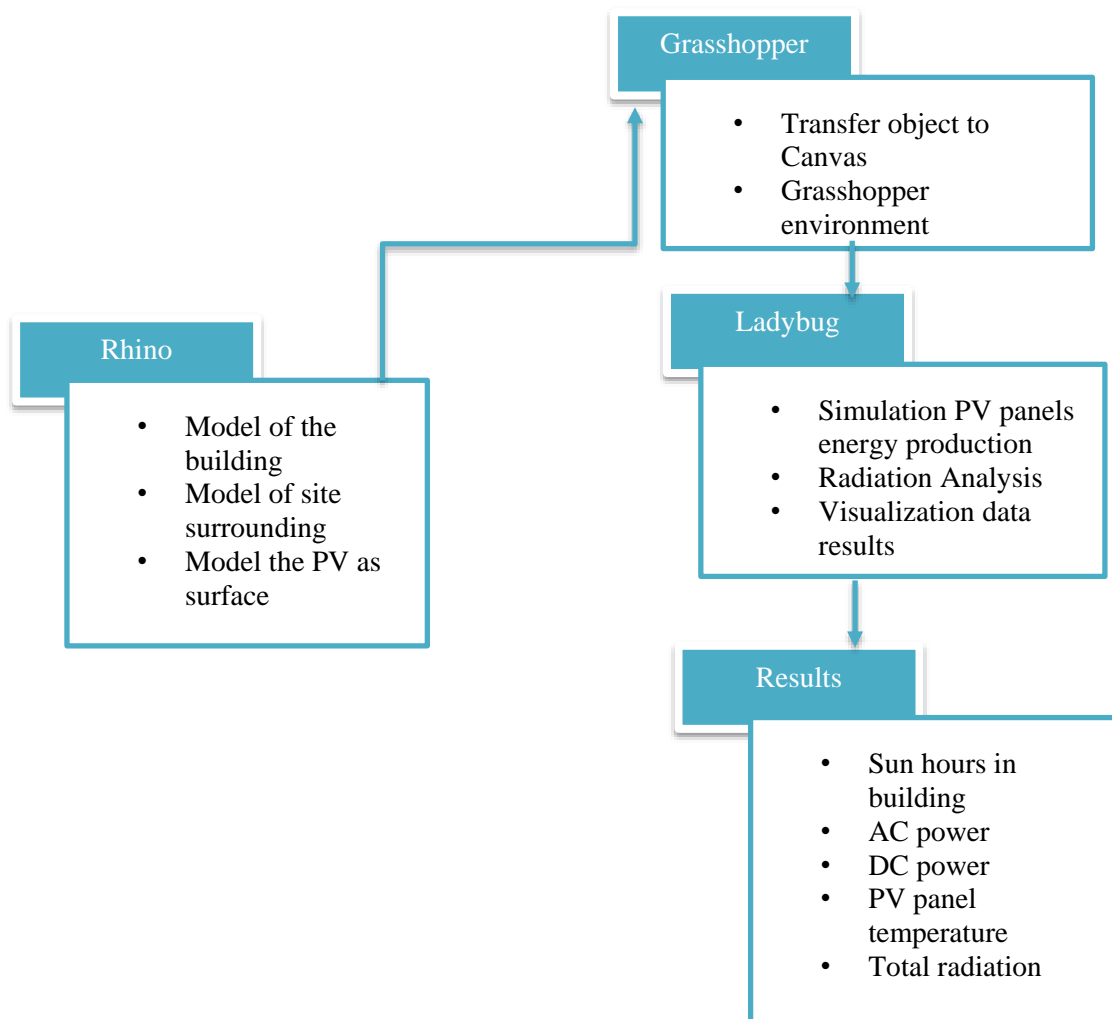 Grasshopper
• Transfer object to
Canvas
• Grasshopper
environment
Rhino
• Model of the
building
• Model of site
surrounding
• Model the PV as
surface
Ladybug
• Simulation PV panels
energy production
• Radiation Analysis
• Visualization data
results
Results
• Sun hours in
building
• AC power
• DC power
• PV panel
temperature
• Total radiation